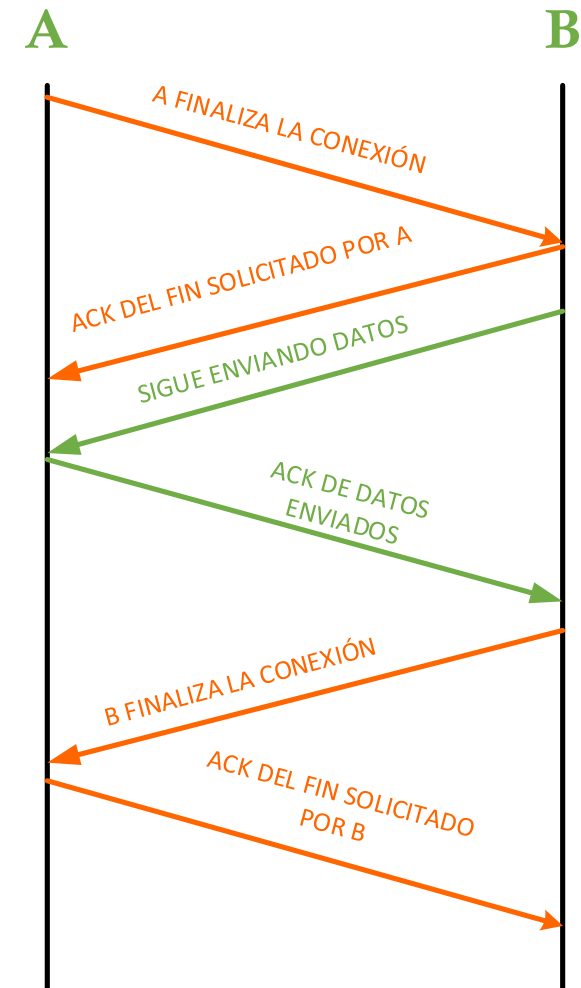 A
B
A FINALIZA LA CONEXIÓN
ACK DEL FIN SOLICITADO POR A
SIGUE ENVIANDO DATOS
ACK DE DATOS
ENVIADOS
B FINALIZA LA CONEXIÓN
ACK DEL FIN SOLICITADO
POR B